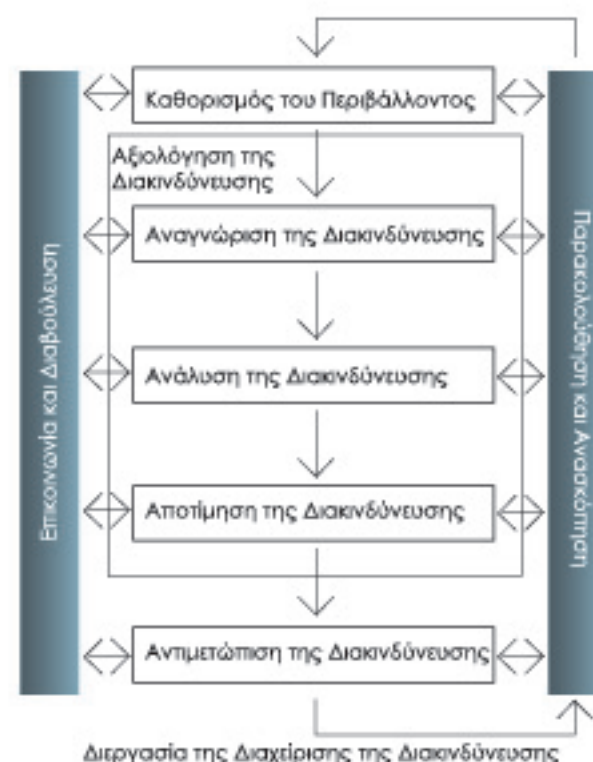 Καθορισμός του Περιβάλλοντος
Αξιολόγηση της
Διακινδύνευσης
Αναγνώριση της Διακινδύνευσης
Ανάλυση της Διακινδύνευσης
Αποτίμηση της Διακινδύνευσης
Αντιμετώπιση της Διακινδύνευσης
Επικοινωνία και Διαβούλευση
Παρακολούθηση και Ανασκόπηση
Διεργασία της Διαχείρισης της Διακινδύνευσης